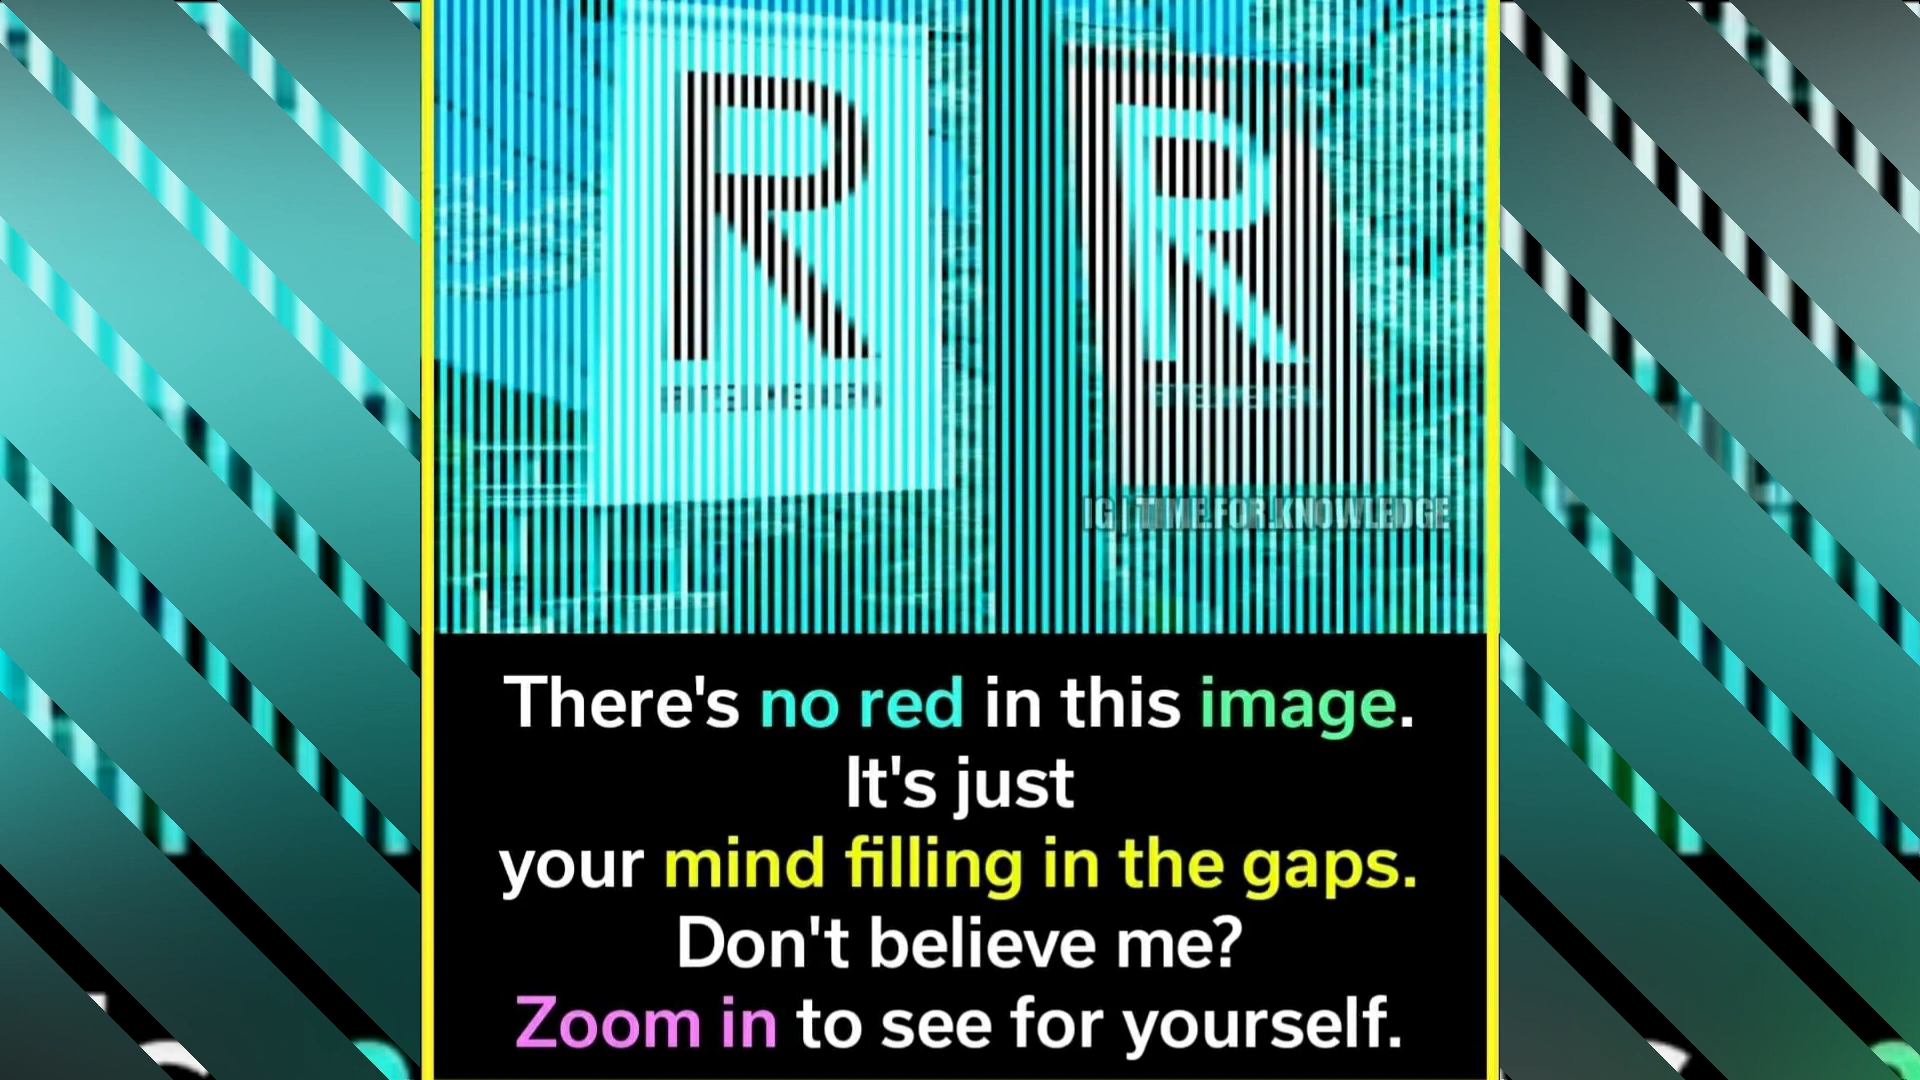 R R
IG | TIME.FOR.KNOWLEDGE
There's no red in this image.
It's just
your mind filling in the gaps.
Don't believe me?
Zoom in to see for yourself.